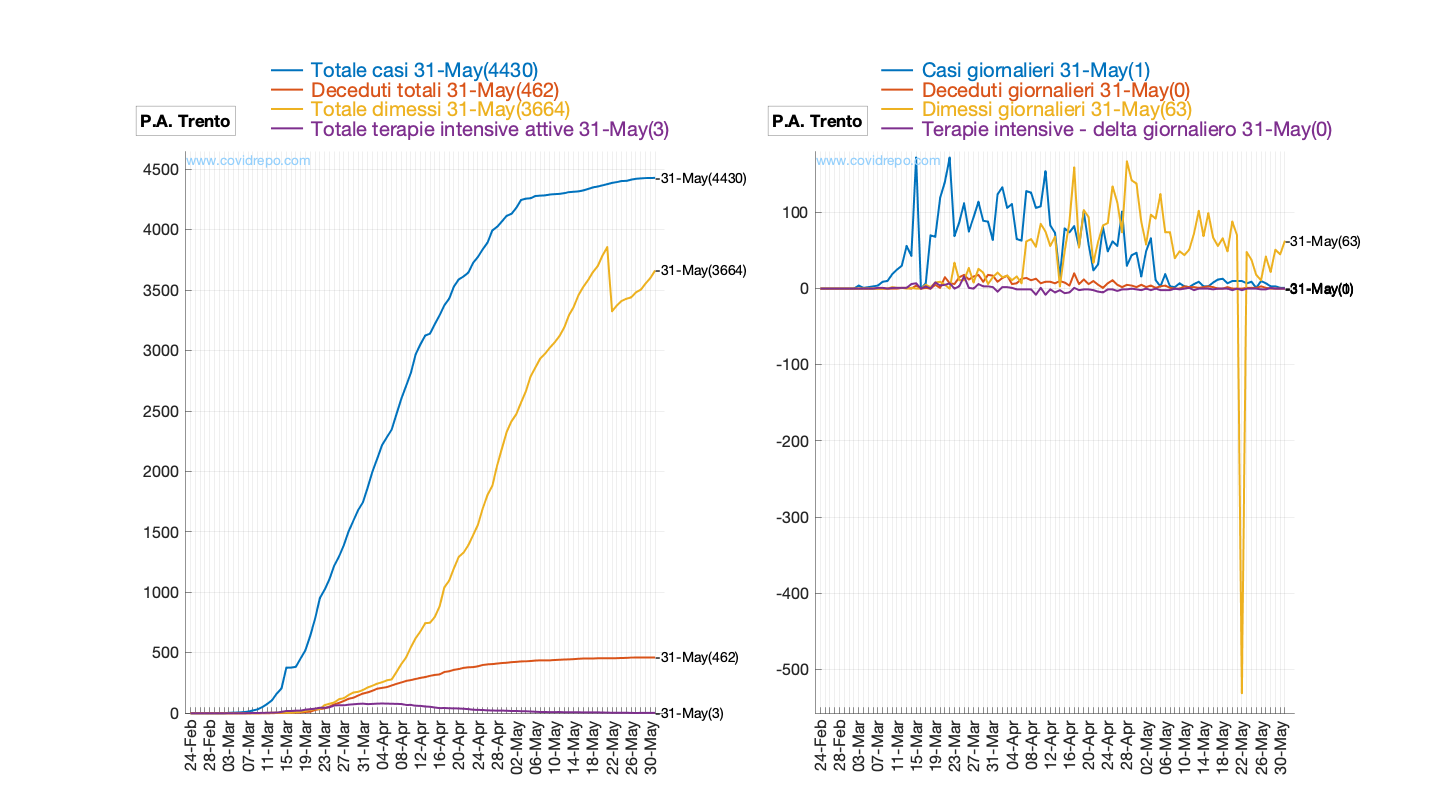 Totale casi 31-May(4430)
Deceduti totali 31-May(462)
Totale dimessi 31-May(3664)
Totale terapie intensive attive 31-May(3)
P.A. Trento
www.covidrepo.com
4500
4000
3500
3000
2500
2000
1500
1000
500
0
31-May(4430)
31-May(3664)
31-May(462)
31-May(3)
24-Feb
28-Feb
03-Mar
07-Mar
11-Mar
15-Mar
19-Mar
23-Mar
27-Mar
31-Mar
04-Apr
08-Apr
12-Apr
16-Apr
20-Apr
24-Apr
28-Apr
02-May
06-May
10-May
14-May
18-May
22-May
26-May
30-May
Casi giornalieri 31-May(1)
Deceduti giornalieri 31-May(0)
Dimessi giornalieri 31-May(63)
Terapie intensive - delta giornaliero 31-May(0)
P.A. Trento
www.covidrepo.com
100
0
-100
-200
-300
-400
-500
31-May(63)
24-Feb
28-Feb
03-Mar
07-Mar
11-Mar
15-Mar
19-Mar
23-Mar
27-Mar
31-Mar
04-Apr
08-Apr
12-Apr
16-Apr
20-Apr
24-Apr
28-Apr
02-May
06-May
10-May
14-May
18-May
22-May
26-May
30-May